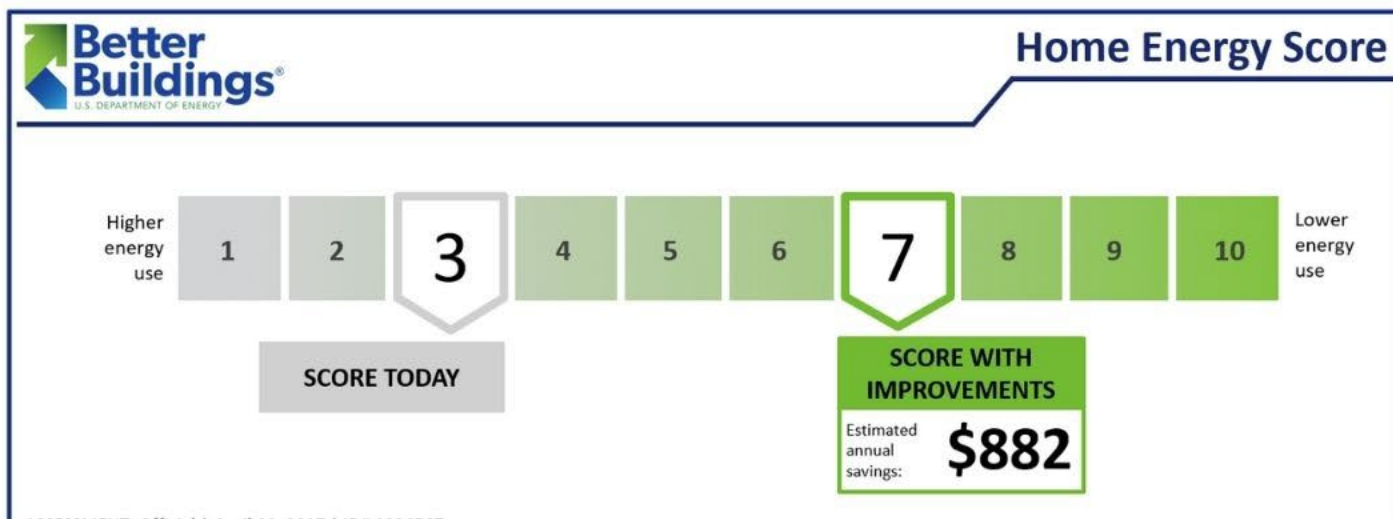 Better
Buildings®
U.S. DEPARTMENT OF ENERGY
Home Energy Score
Higher
energy
use
1 2 3 4 5 6 7 8 9 10
Lower
energy
use
SCORE TODAY
SCORE WITH
IMPROVEMENTS
Estimated
annual
savings:
$882